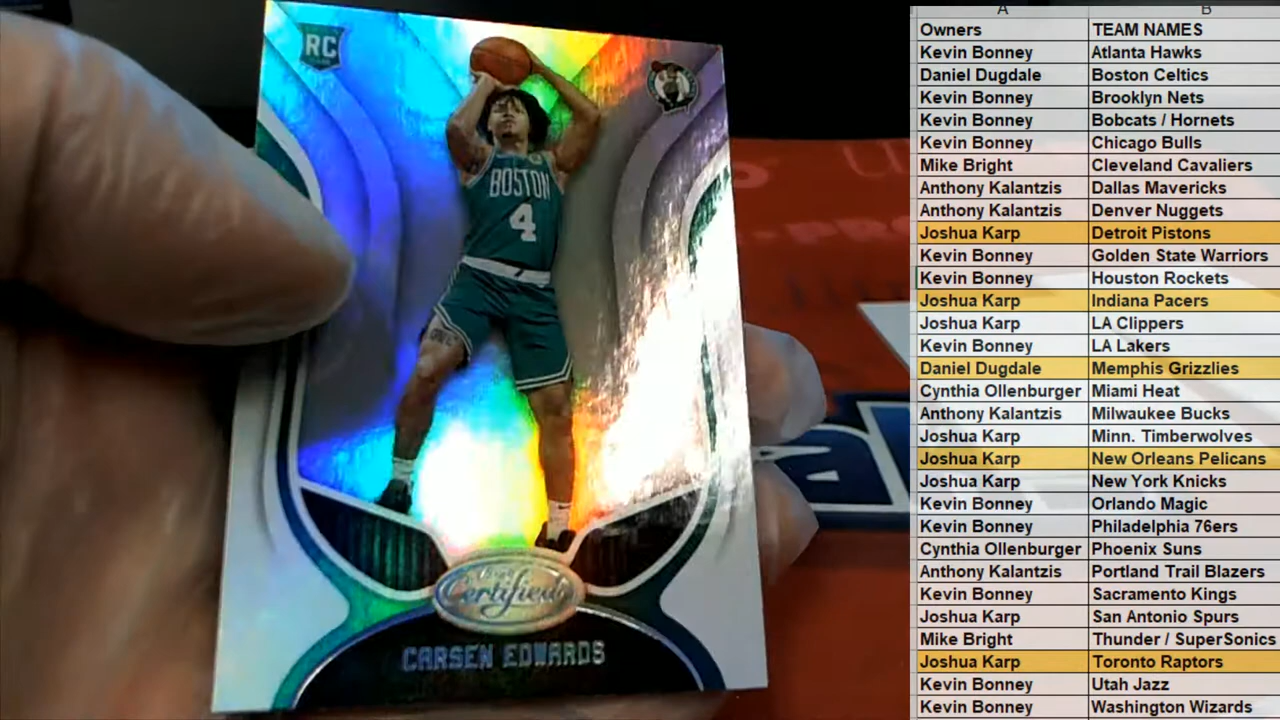 RC
BOSTON
4
Certified
CARSEN EDWARDS
A B
Owners TEAM NAMES
Kevin Bonney Atlanta Hawks
Daniel Dugdale Boston Celtics
Kevin Bonney Brooklyn Nets
Kevin Bonney Bobcats / Hornets
Kevin Bonney Chicago Bulls
Mike Bright Cleveland Cavaliers
Anthony Kalantzis Dallas Mavericks
Anthony Kalantzis Denver Nuggets
Joshua Karp Detroit Pistons
Kevin Bonney Golden State Warriors
Kevin Bonney Houston Rockets
Joshua Karp Indiana Pacers
Joshua Karp LA Clippers
Kevin Bonney LA Lakers
Daniel Dugdale Memphis Grizzlies
Cynthia Ollenburger Miami Heat
Anthony Kalantzis Milwaukee Bucks
Joshua Karp Minn. Timberwolves
Joshua Karp New Orleans Pelicans
Joshua Karp New York Knicks
Kevin Bonney Orlando Magic
Kevin Bonney Philadelphia 76ers
Cynthia Ollenburger Phoenix Suns
Anthony Kalantzis Portland Trail Blazers
Kevin Bonney Sacramento Kings
Joshua Karp San Antonio Spurs
Mike Bright Thunder / SuperSonics
Joshua Karp Toronto Raptors
Kevin Bonney Utah Jazz
Kevin Bonney Washington Wizards